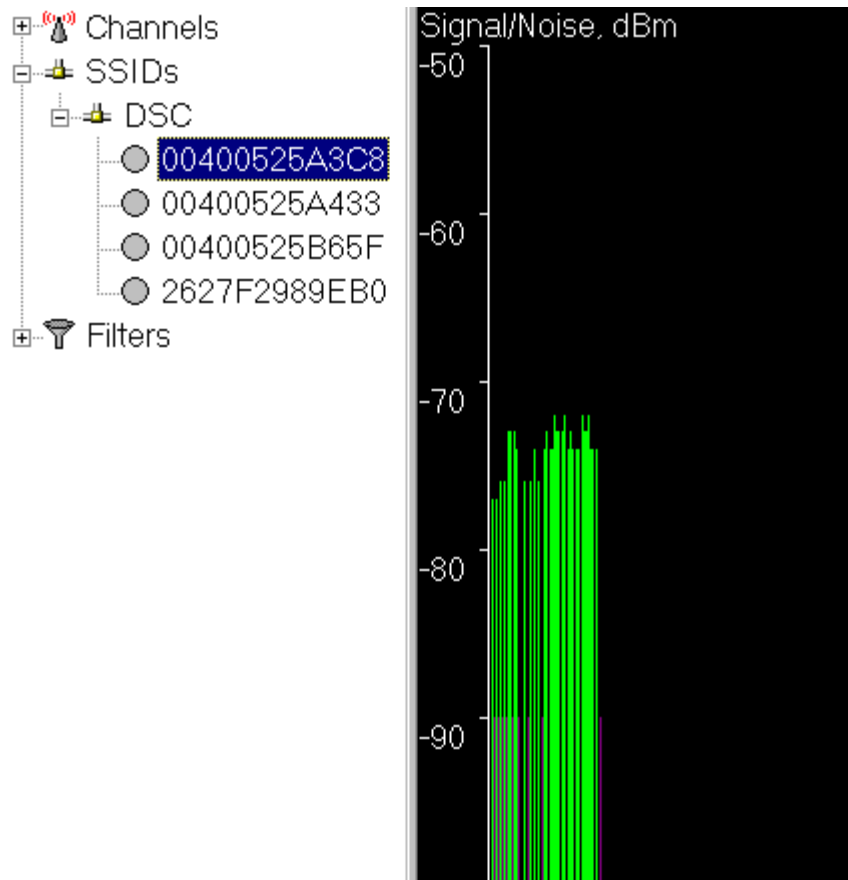 Channels
SSIDs
DSC
00400525A3C8
00400525A433
00400525B65F
2627F2989EB0
Filters
Signal/Noise, dBm
-50
-60
-70
-80
-90